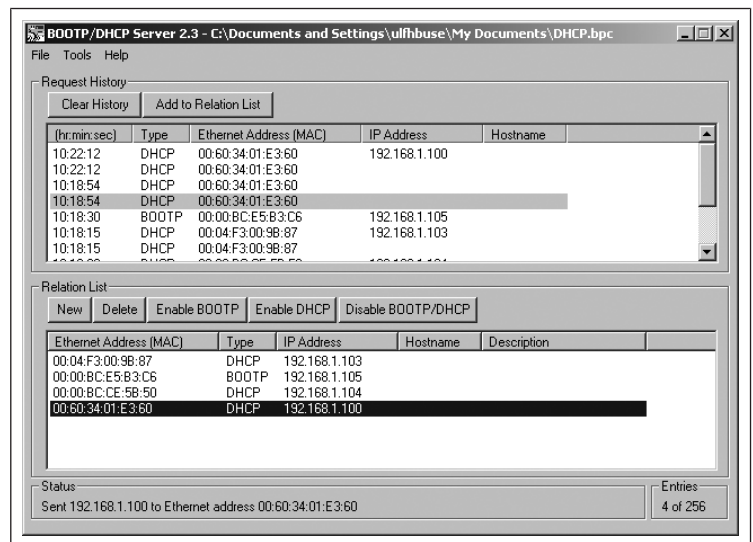 BOOTP/DHCP Server 2.3 - C:\Documents and Settings\ulfhbuse\My Documents\DHCP.bpc
File Tools Help
Request History
Clear History Add to Relation List
(hr:min:sec) Type Ethernet Address (MAC) IP Address Hostname
10:22:12 DHCP 00:60:34:01:E3:60 192.168.1.100
10:22:12 DHCP 00:60:34:01:E3:60
10:18:54 DHCP 00:60:34:01:E3:60
10:18:54 DHCP 00:60:34:01:E3:60
10:18:30 BOOTP 00:00:BC:E5:B3:C6 192.168.1.105
10:18:15 DHCP 00:04:F3:00:9B:87 192.168.1.103
10:18:15 DHCP 00:04:F3:00:9B:87
Relation List
New Delete Enable BOOTP Enable DHCP Disable BOOTP/DHCP
Ethernet Address (MAC) Type IP Address Hostname Description
00:04:F3:00:9B:87 DHCP 192.168.1.103
00:00:BC:E5:B3:C6 BOOTP 192.168.1.105
00:00:BC:CE:5B:50 DHCP 192.168.1.104
00:60:34:01:E3:60 DHCP 192.168.1.100
Status
Sent 192.168.1.100 to Ethernet address 00:60:34:01:E3:60
Entries
4 of 256